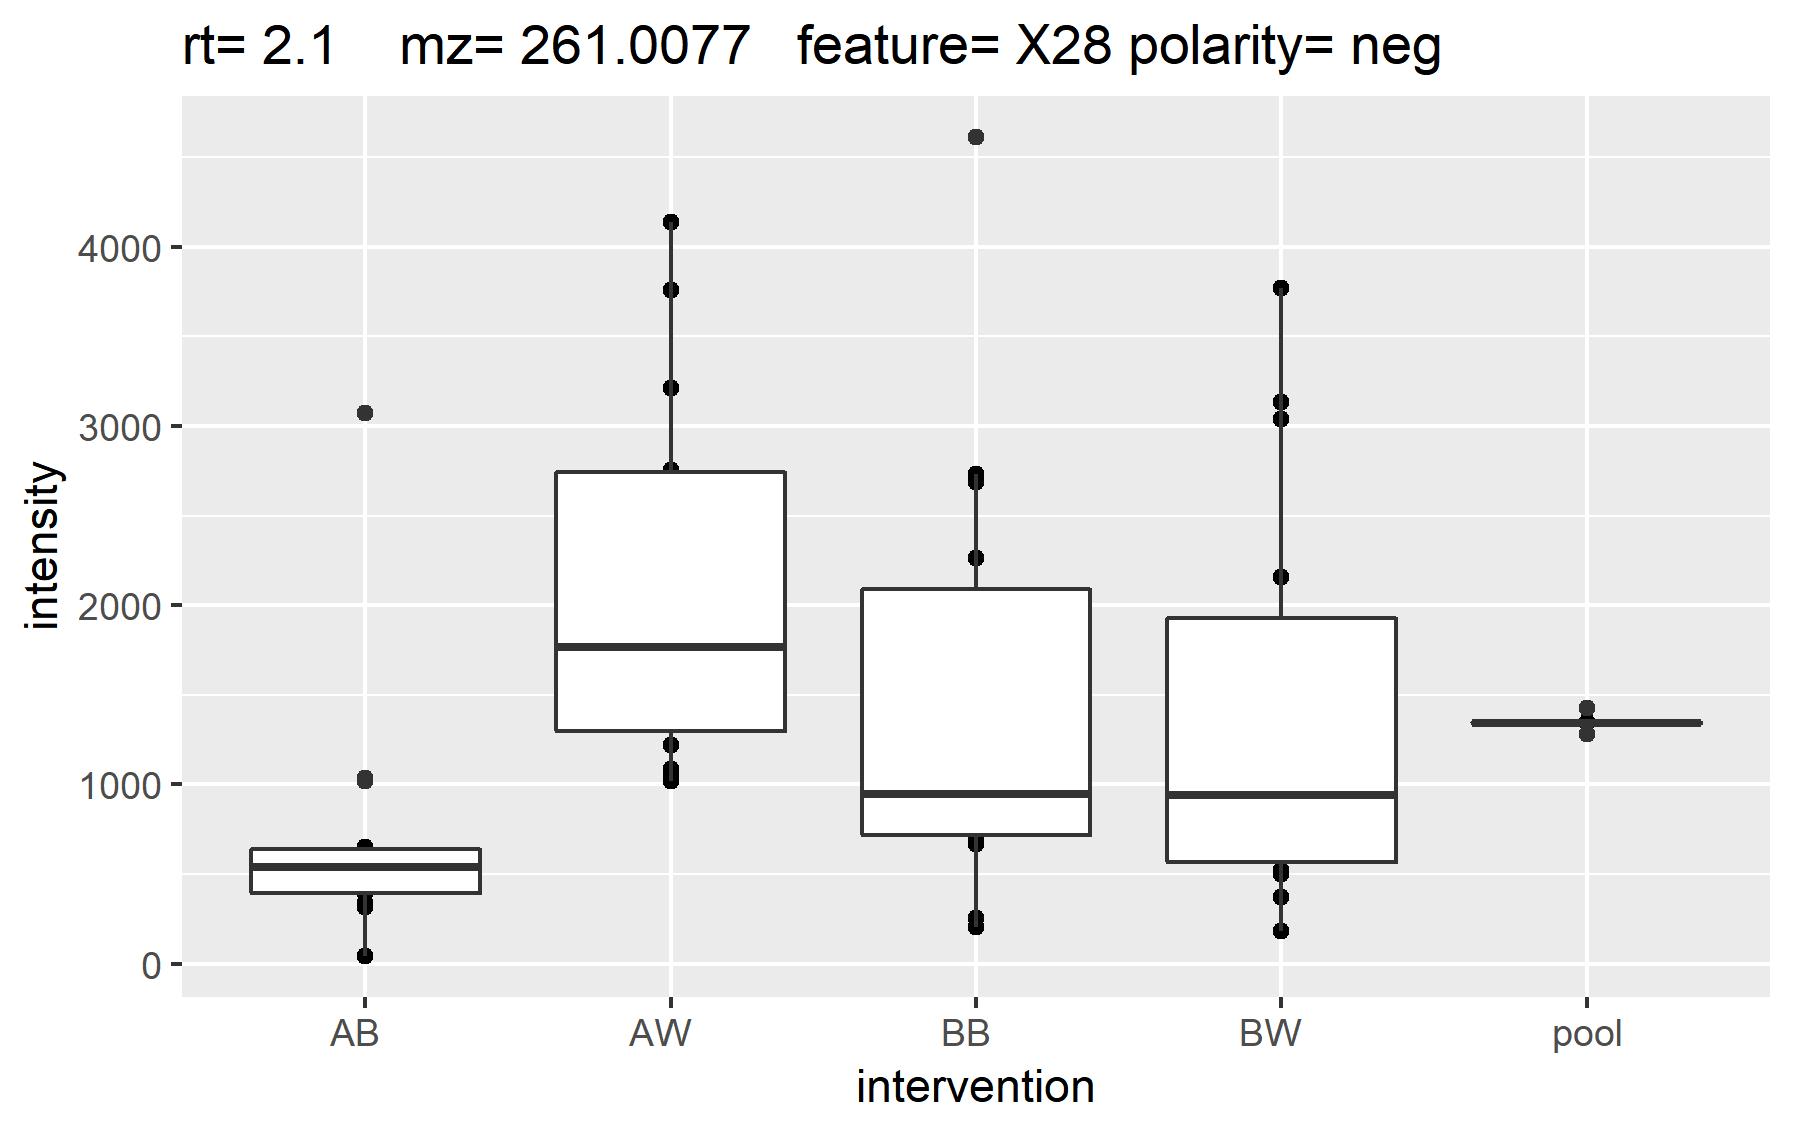 rt= 2.1 mz= 261.0077 feature= X28 polarity= neg
intensity
4000
3000
2000
1000
0
AB AW BB BW pool
intervention